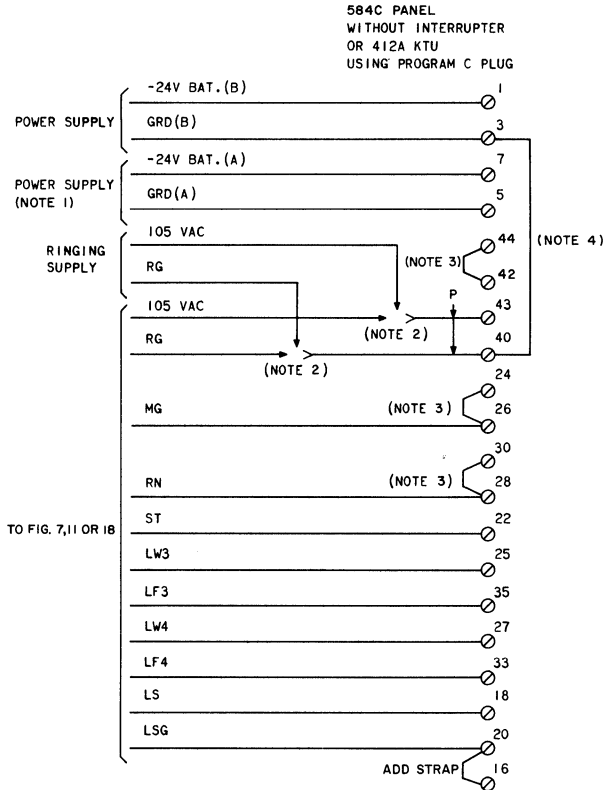 584C PANEL
WITHOUT INTERRUPTER
OR 412A KTU
USING PROGRAM C PLUG
-24V BAT.(B)
1
POWER SUPPLY
GRD(B)
3
-24V BAT.(A)
7
POWER SUPPLY
(NOTE 1)
GRD(A)
5
(NOTE 4)
105 VAC
44
RINGING
SUPPLY
(NOTE 3)
RG
42
105 VAC
P
43
(NOTE 2)
RG
40
(NOTE 2)
24
MG
(NOTE 3)
26
30
RN
(NOTE 3)
28
TO FIG. 7,11 OR 18
ST
22
LW3
25
LF3
35
LW4
27
LF4
33
LS
18
LSG
20
ADD STRAP
16